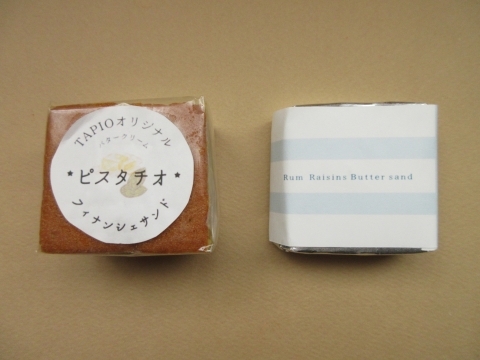 TAPIOオリジナル
バタークリーム
*ピスタチオ*
フィナンシェサンド
Rum Raisins Butter sand